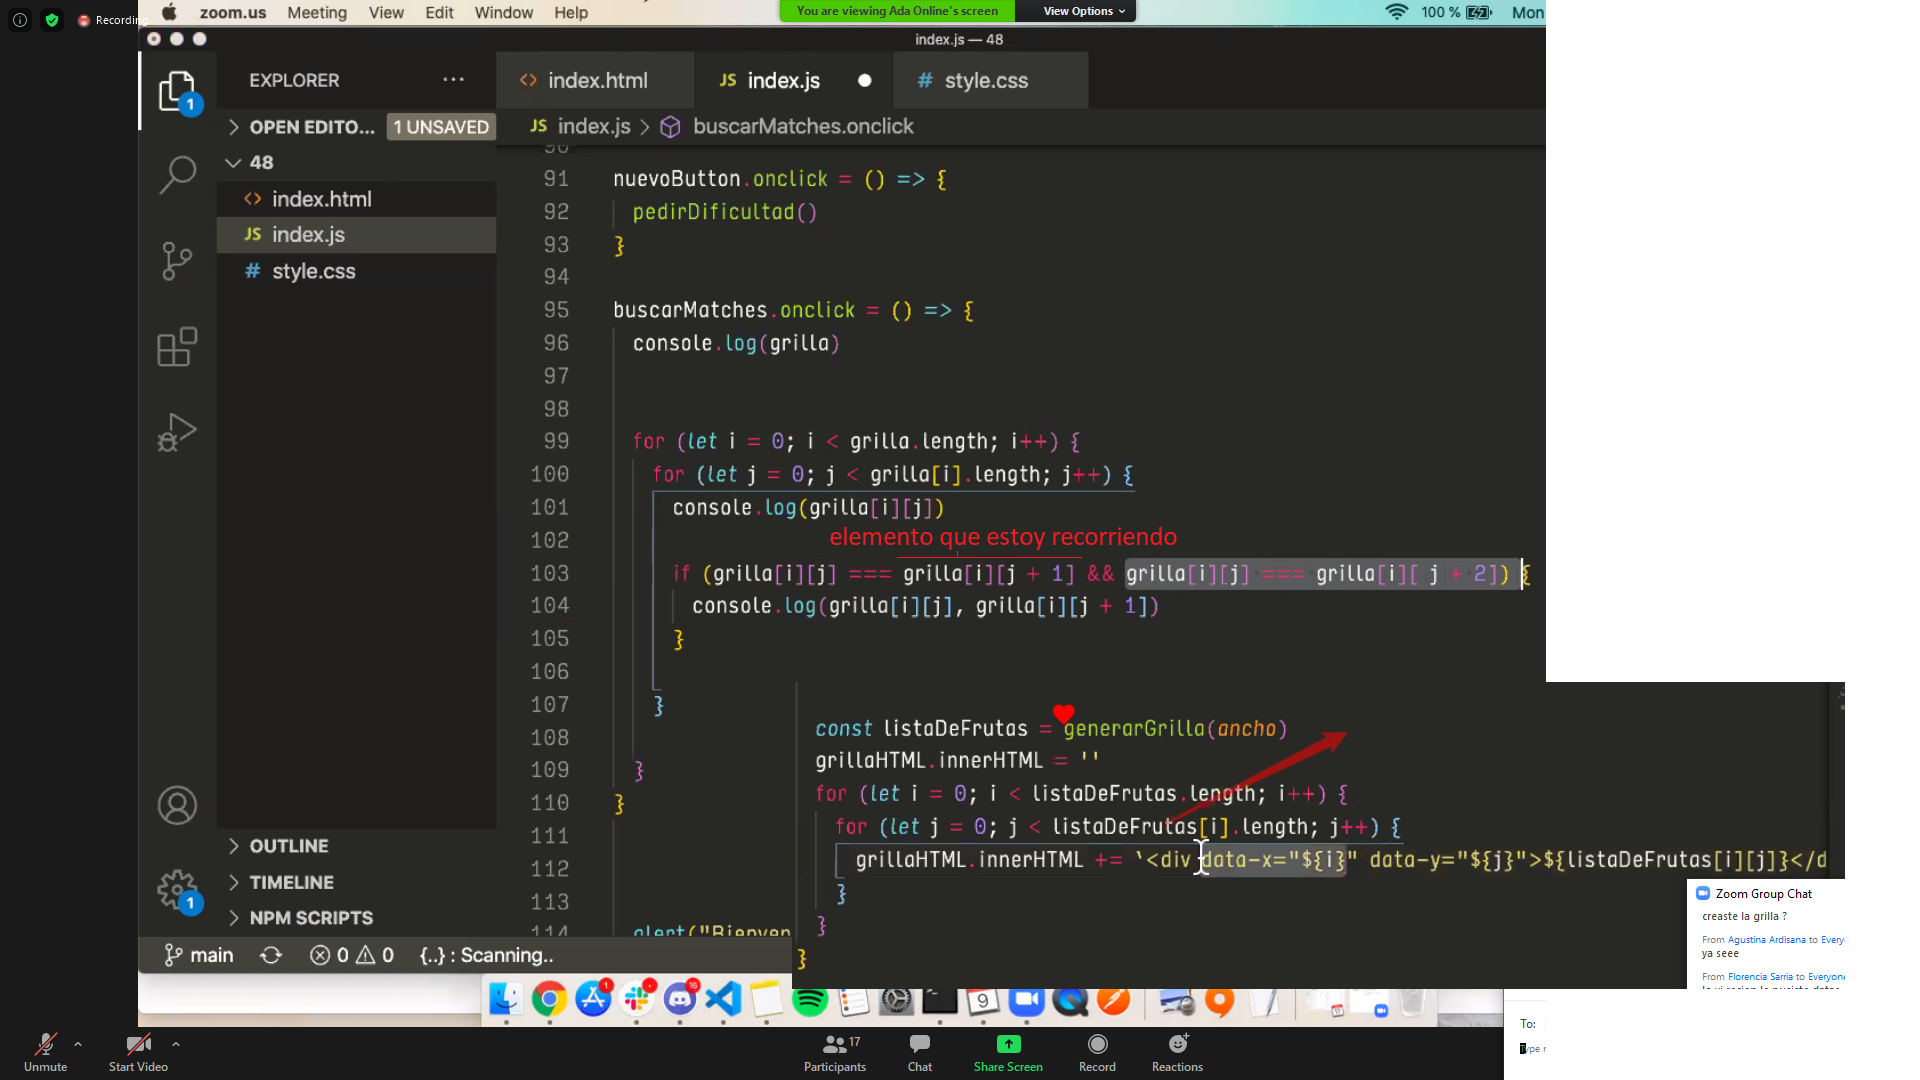 Recording
zoom.us Meeting View Edit Window Help
You are viewing Ada Online's screen
View Options
100 %
Mon
index.js — 48
EXPLORER
index.html
index.js
style.css
OPEN EDITO... 1 UNSAVED
index.js > buscarMatches.onclick
48
index.html
index.js
style.css
90
91 nuevoButton.onclick = () => {
92 pedirDificultad()
93 }
94
95 buscarMatches.onclick = () => {
96 console.log(grilla)
97
98
99 for (let i = 0; i < grilla.length; i++) {
100 for (let j = 0; j < grilla[i].length; j++) {
101 console.log(grilla[i][j])
102
elemento que estoy recorriendo
103 if (grilla[i][j] === grilla[i][j + 1] && grilla[i][j] === grilla[i][ j + 2]) {
104 console.log(grilla[i][j], grilla[i][j + 1])
105 }
106
107 }
108
109 }
110 }
111
112
113
114 alert("Bienven
const listaDeFrutas = generarGrilla(ancho)
grillaHTML.innerHTML = ''
for (let i = 0; i < listaDeFrutas.length; i++) {
for (let j = 0; j < listaDeFrutas[i].length; j++) {
grillaHTML.innerHTML += `<div data-x="${i}" data-y="${j}">${listaDeFrutas[i][j]}</d
}
}
}
OUTLINE
TIMELINE
NPM SCRIPTS
1
1
main
0 0
{..} : Scanning..
Zoom Group Chat
creaste la grilla ?
From Agustina Ardisana to Every
ya seee
From Florencia Sarria to Everyone
1
16
9
To:
Type
Unmute
Start Video
17
Participants
Chat
Share Screen
Record
Reactions